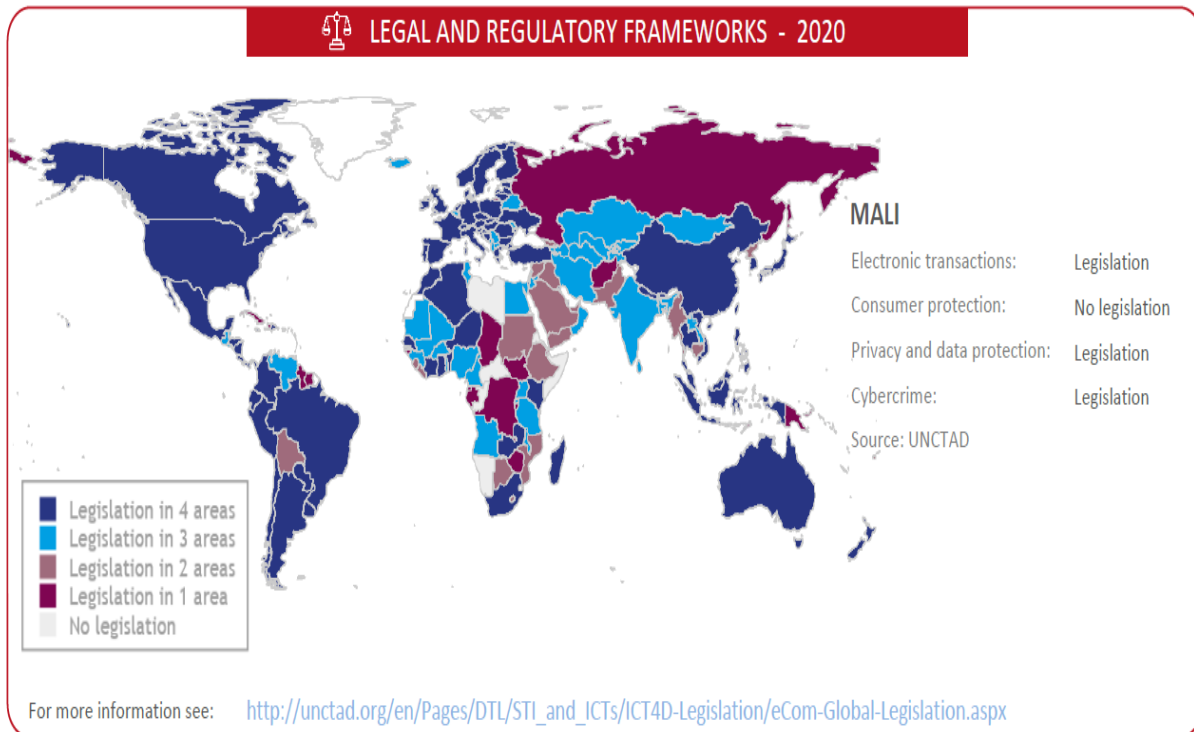 LEGAL AND REGULATORY FRAMEWORKS - 2020
MALI
Electronic transactions: Legislation
Consumer protection: No legislation
Privacy and data protection: Legislation
Cybercrime: Legislation
Source: UNCTAD
Legislation in 4 areas
Legislation in 3 areas
Legislation in 2 areas
Legislation in 1 area
No legislation
For more information see: http://unctad.org/en/Pages/DTL/STI_and_ICTs/ICT4D-Legislation/eCom-Global-Legislation.aspx